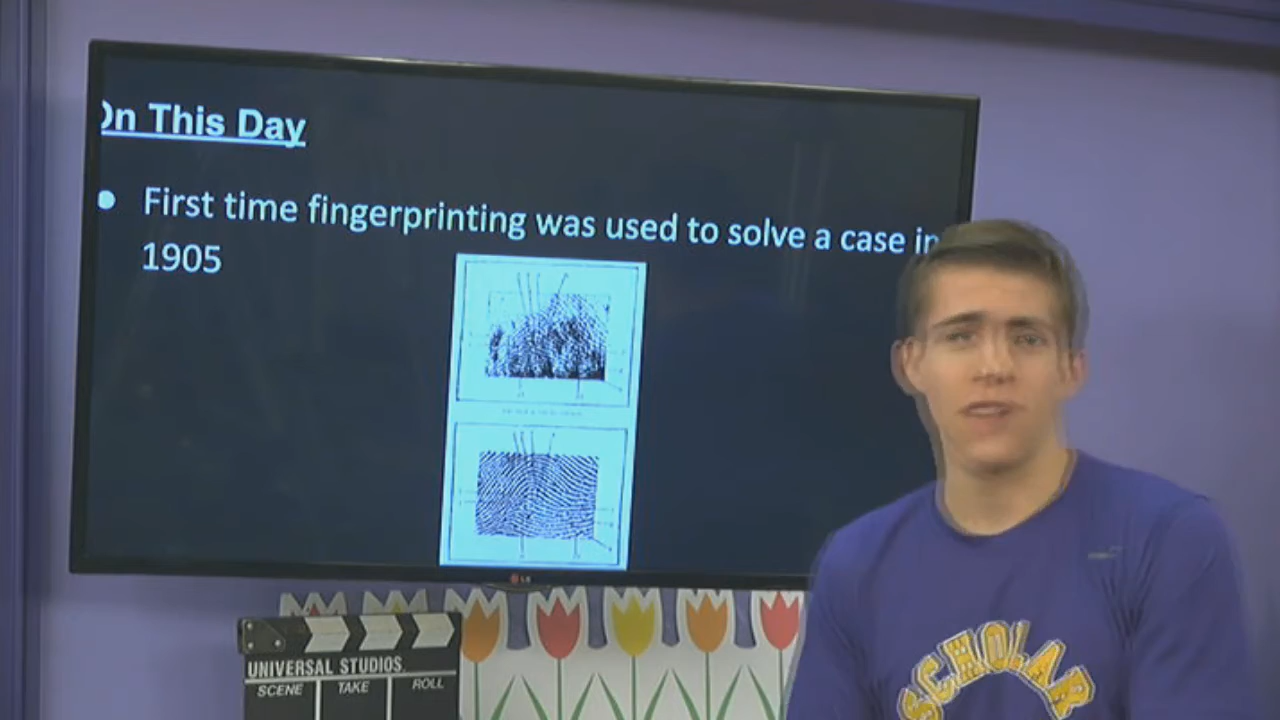 On This Day
First time fingerprinting was used to solve a case in
1905
LG
UNIVERSAL STUDIOS
SCENE TAKE ROLL
SCHOLAR